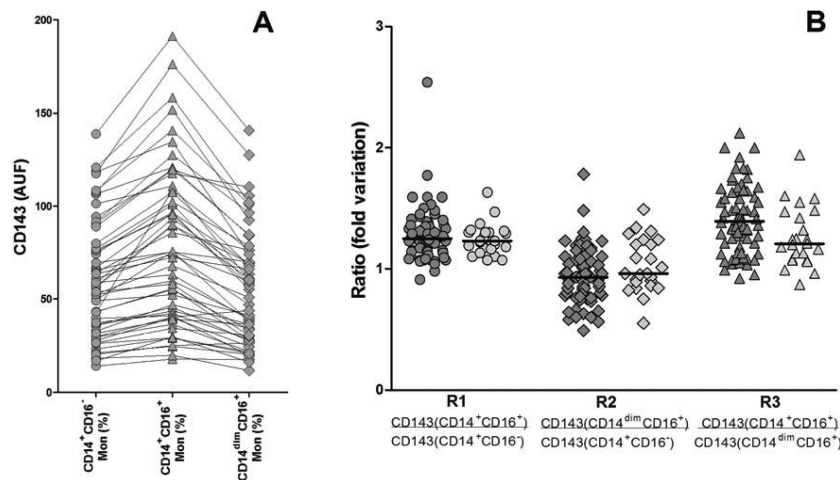 A
B
200
150
100
50
0
CD143 (AUF)
CD14⁺CD16⁻
Mon (%)
CD14⁺CD16⁺
Mon (%)
CD14ᵈⁱᵐCD16⁺
Mon (%)
3
2
1
0
Ratio (fold variation)
R1
R2
R3
CD143(CD14⁺CD16⁺)
CD143(CD14⁺CD16⁻)
CD143(CD14ᵈⁱᵐCD16⁺)
CD143(CD14⁺CD16⁻)
CD143(CD14⁺CD16⁺)
CD143(CD14ᵈⁱᵐCD16⁺)